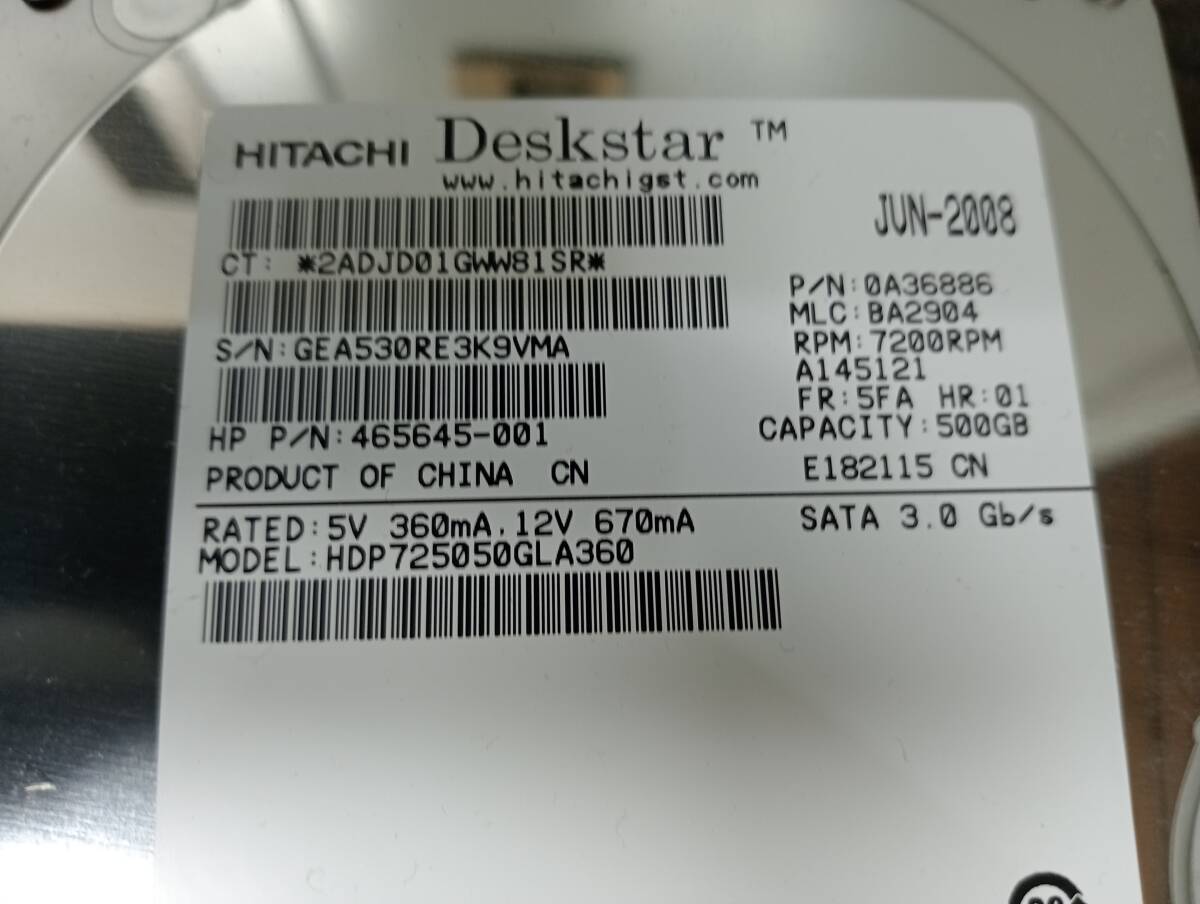 HITACHI Deskstar ™
www.hitachigst.com
JUN-2008
CT: *2ADJD01GWW81SR*
S/N:GEA530RE3K9VMA
HP P/N:465645-001
PRODUCT OF CHINA CN
P/N:0A36886
MLC:BA2904
RPM:7200RPM
A145121
FR:5FA HR:01
CAPACITY:500GB
E182115 CN
RATED:5V 360mA,12V 670mA
SATA 3.0 Gb/s
MODEL:HDP725050GLA360